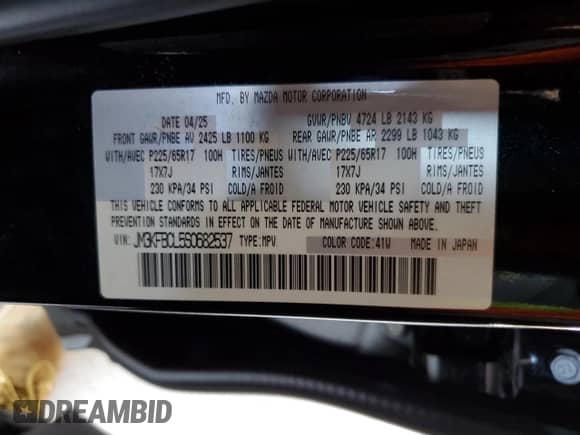 MFD. BY MAZDA MOTOR CORPORATION
DATE 04/25 GVWR/PNBV 4724 LB 2143 KG
FRONT GAWR/PNBE AV 2425 LB 1100 KG REAR GAWR/PNBE AR 2299 LB 1043 KG
WITH/AVEC P225/65R17 100H TIRES/PNEUS WITH/AVEC P225/65R17 100H TIRES/PNEUS
17X7J RIMS/JANTES 17X7J RIMS/JANTES
230 KPA/34 PSI COLD/A FROID 230 KPA/34 PSI COLD/A FROID
THIS VEHICLE CONFORMS TO ALL APPLICABLE FEDERAL MOTOR VEHICLE SAFETY AND THEFT
PREVENTION STANDARDS IN EFFECT ON THE DATE OF MANUFACTURE SHOWN ABOVE.
VIN: JM3KFBCL5S0682537 TYPE:MPV COLOR CODE:41W MADE IN JAPAN
DREAMBID